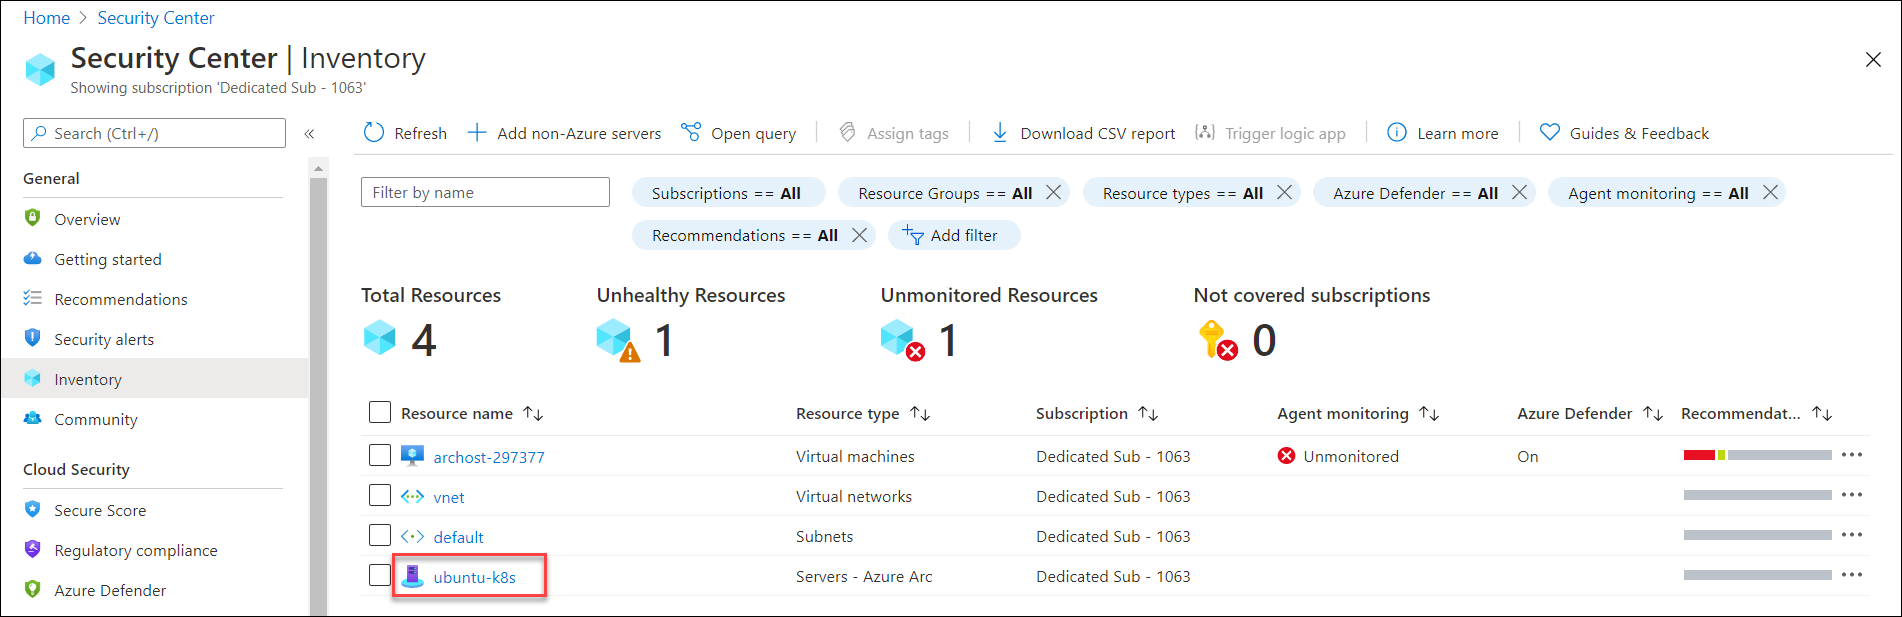 Home > Security Center
Security Center | Inventory
Showing subscription 'Dedicated Sub - 1063'
Search (Ctrl+/)
«
General
Overview
Getting started
Recommendations
Security alerts
Inventory
Community
Cloud Security
Secure Score
Regulatory compliance
Azure Defender
Refresh
Add non-Azure servers
Open query
Assign tags
Download CSV report
Trigger logic app
Learn more
Guides & Feedback
Filter by name
Subscriptions == All
Resource Groups == All
Resource types == All
Azure Defender == All
Agent monitoring == All
Recommendations == All
Add filter
Total Resources
4
Unhealthy Resources
1
Unmonitored Resources
1
Not covered subscriptions
0
Resource name Resource type Subscription Agent monitoring Azure Defender Recommendat...
archost-297377 Virtual machines Dedicated Sub - 1063 Unmonitored On
vnet Virtual networks Dedicated Sub - 1063
default Subnets Dedicated Sub - 1063
ubuntu-k8s Servers - Azure Arc Dedicated Sub - 1063